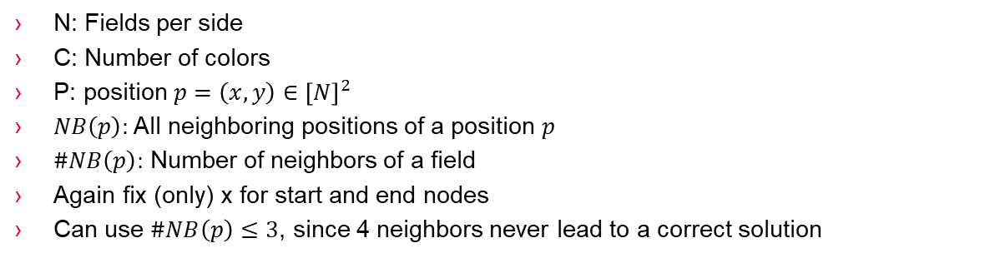 › N: Fields per side
› C: Number of colors
› P: position 𝑝 = (𝑥, 𝑦) ∈ [𝑁]²
› 𝑁𝐵(𝑝): All neighboring positions of a position 𝑝
› #𝑁𝐵(𝑝): Number of neighbors of a field
› Again fix (only) x for start and end nodes
› Can use #𝑁𝐵(𝑝) ≤ 3, since 4 neighbors never lead to a correct solution